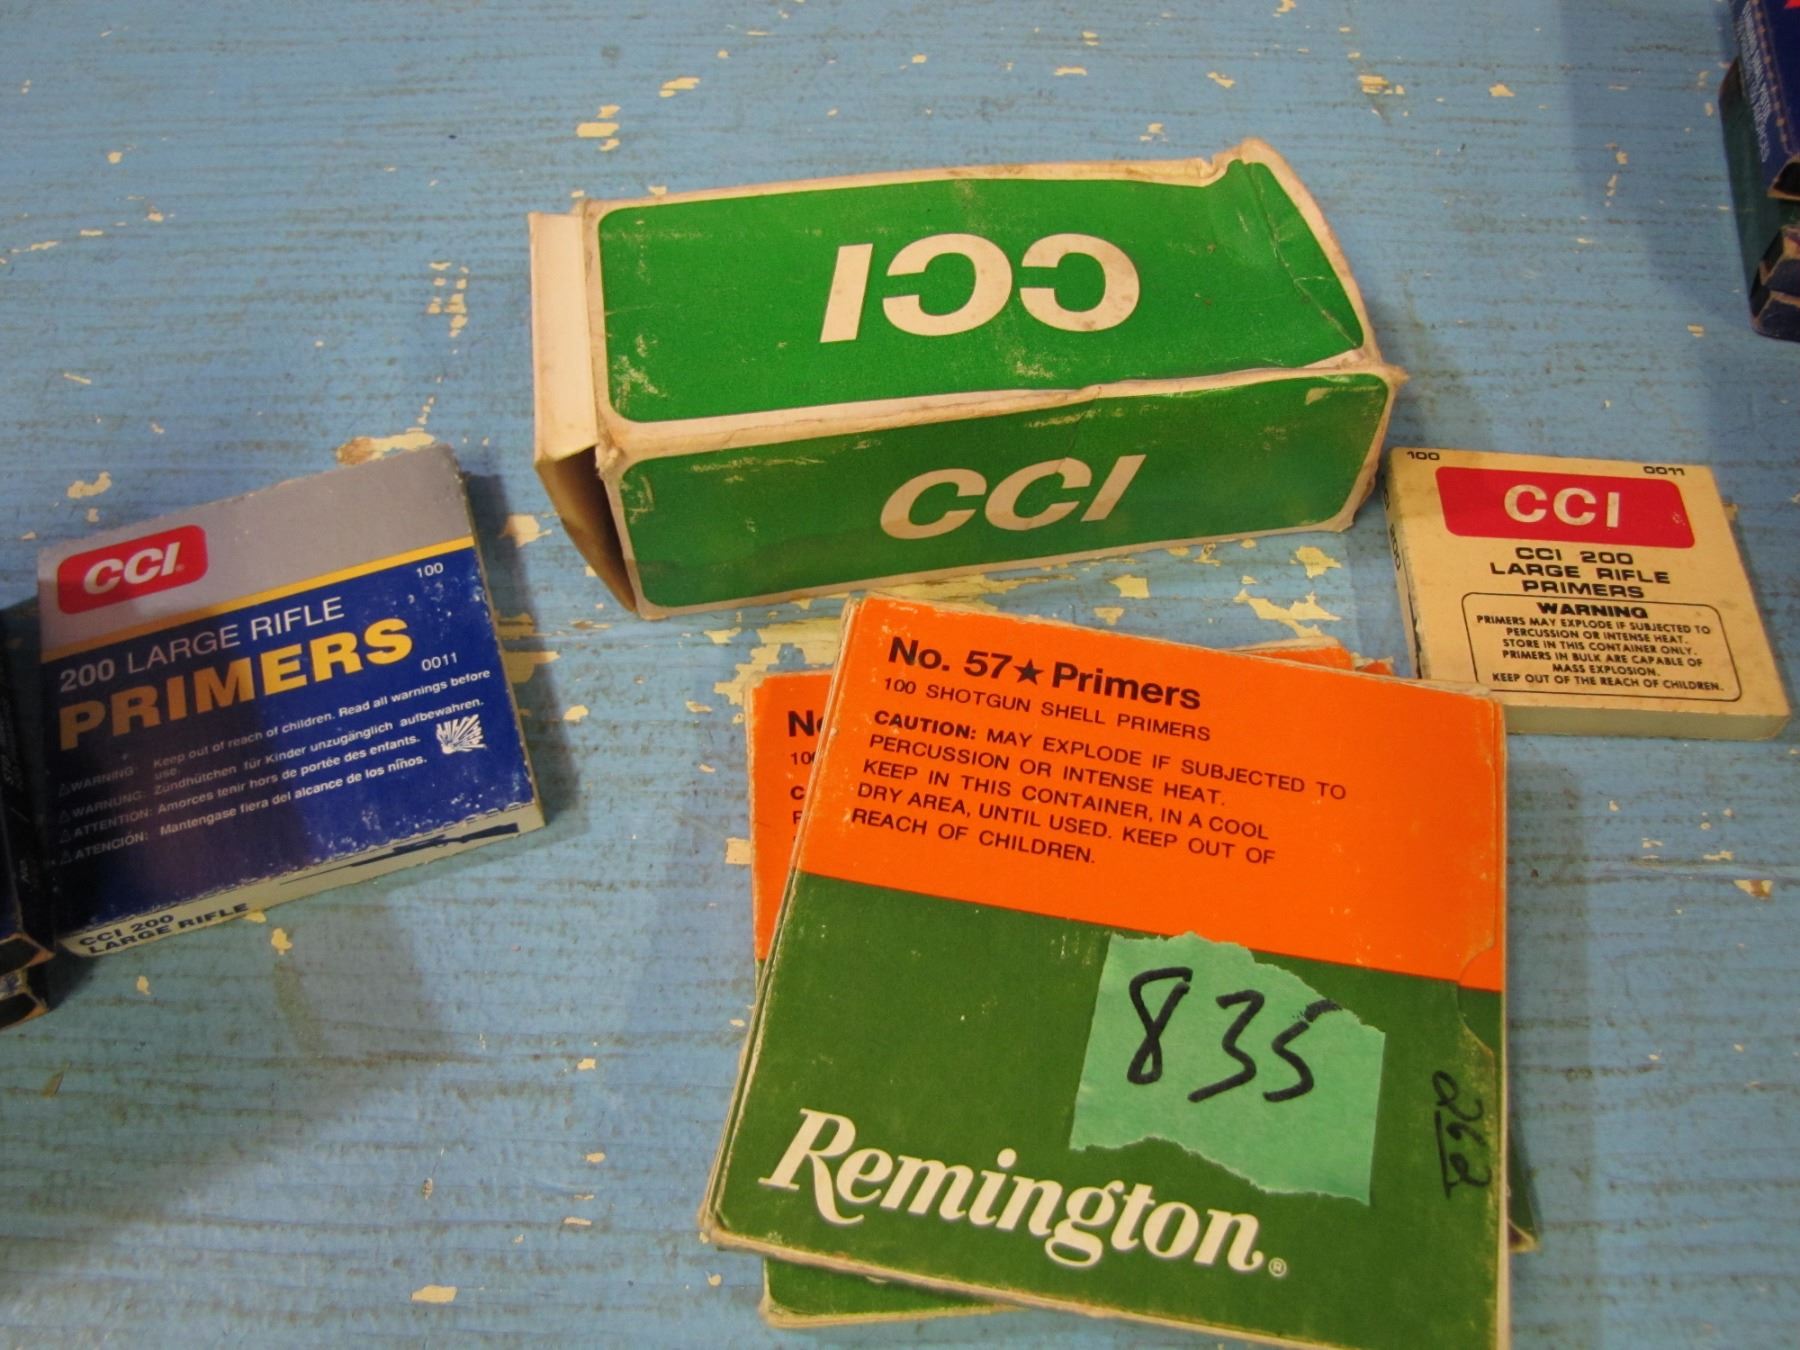 CCI
CCI
CCI
100
200 LARGE RIFLE
PRIMERS
0011
WARNING: Keep out of reach of children. Read all warnings before
use.
WARNUNG: Zündhütchen für Kinder unzugänglich aufbewahren.
ATTENTION: Amorces tenir hors de portée des enfants.
ATENCIÓN: Mantengase fiera del alcance de los niños.
CCI 200
LARGE RIFLE
100
0011
CCI
CCI 200
LARGE RIFLE
PRIMERS
WARNING
PRIMERS MAY EXPLODE IF SUBJECTED TO
PERCUSSION OR INTENSE HEAT.
STORE IN THIS CONTAINER ONLY.
PRIMERS IN BULK ARE CAPABLE OF
MASS EXPLOSION.
KEEP OUT OF THE REACH OF CHILDREN.
No. 57★Primers
100 SHOTGUN SHELL PRIMERS
CAUTION: MAY EXPLODE IF SUBJECTED TO
PERCUSSION OR INTENSE HEAT.
KEEP IN THIS CONTAINER, IN A COOL
DRY AREA, UNTIL USED. KEEP OUT OF
REACH OF CHILDREN.
835
Remington®
No